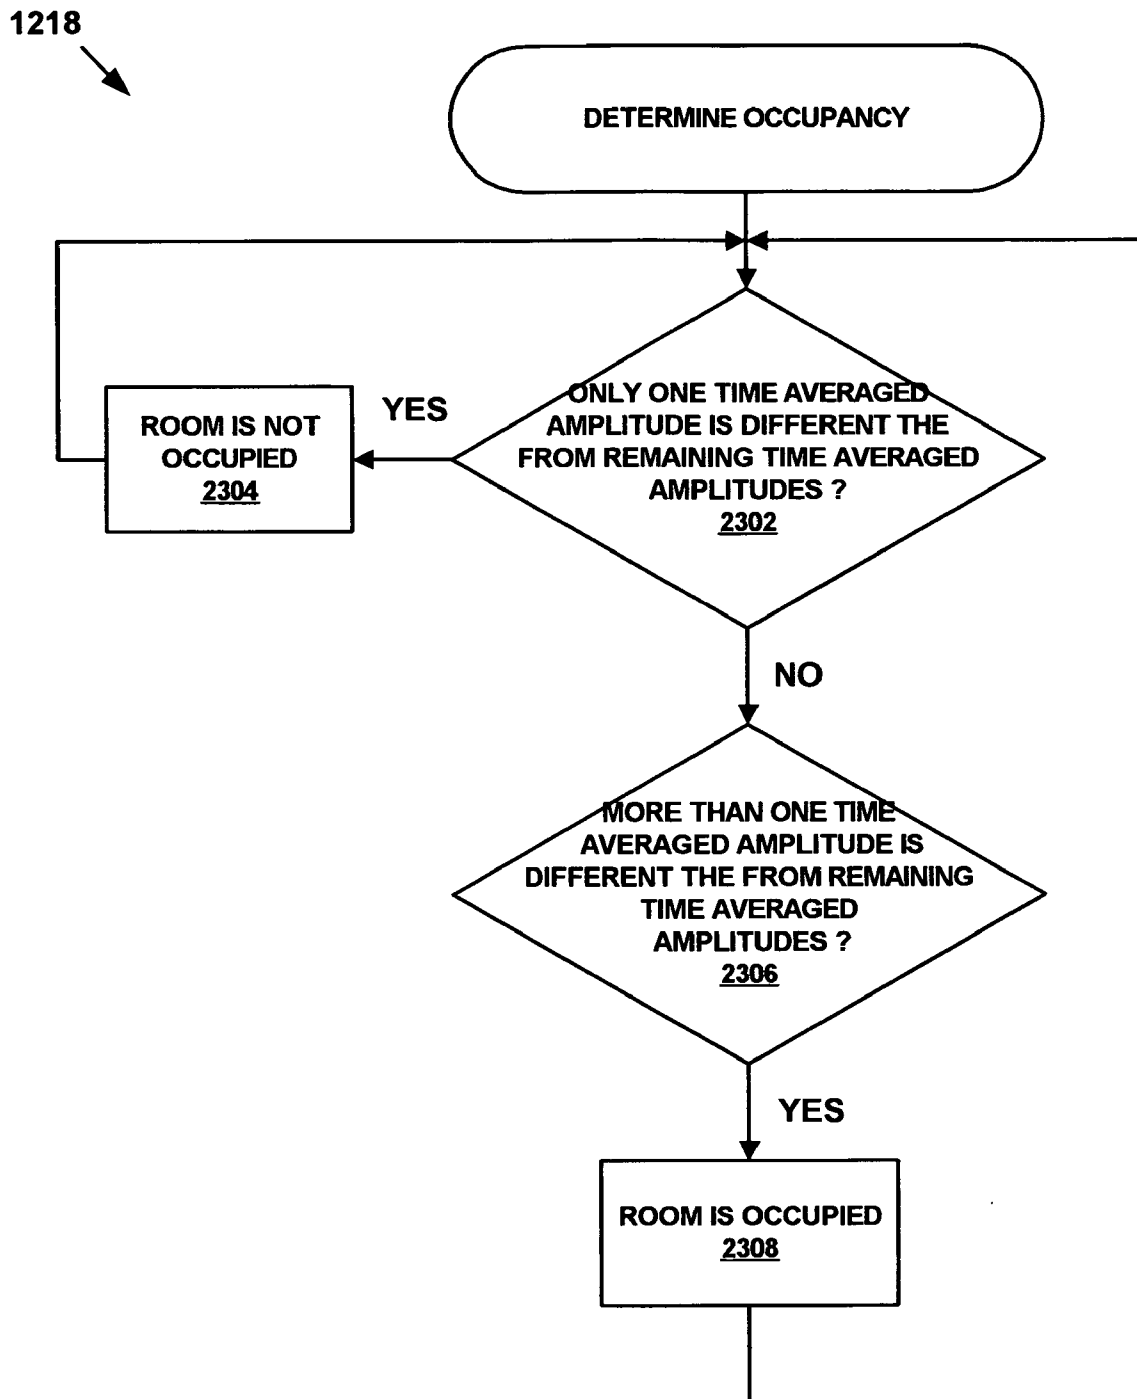 1218
DETERMINE OCCUPANCY
ONLY ONE TIME AVERAGED
AMPLITUDE IS DIFFERENT THE
FROM REMAINING TIME AVERAGED
AMPLITUDES ?
2302
YES
ROOM IS NOT
OCCUPIED
2304
NO
MORE THAN ONE TIME
AVERAGED AMPLITUDE IS
DIFFERENT THE FROM REMAINING
TIME AVERAGED
AMPLITUDES ?
2306
YES
ROOM IS OCCUPIED
2308